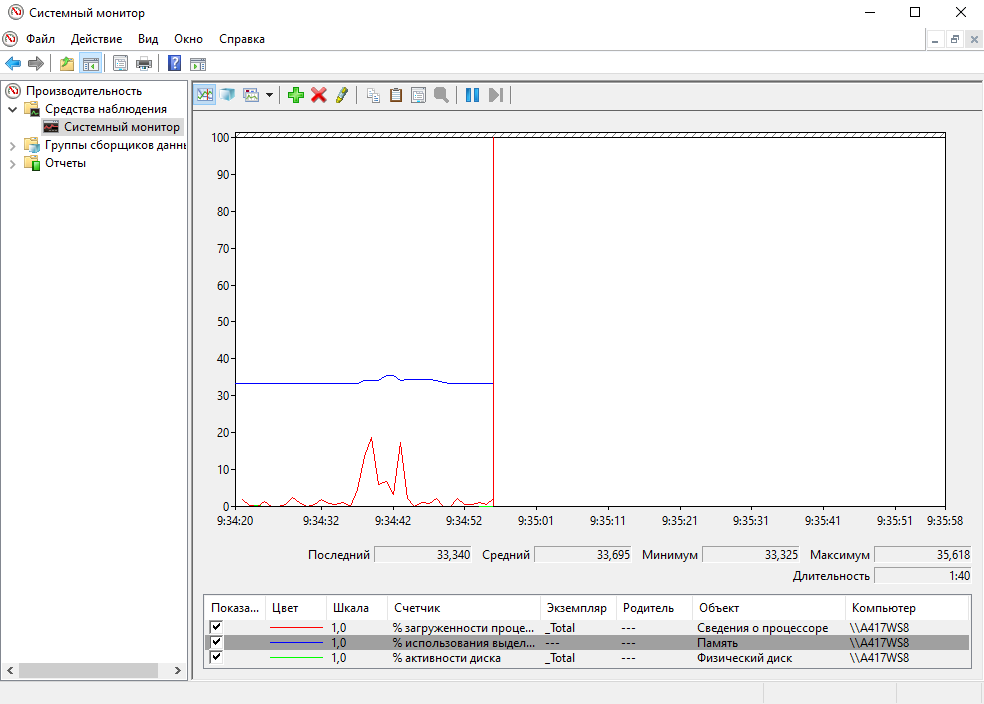 Системный монитор
Файл Действие Вид Окно Справка
Производительность
Средства наблюдения
Системный монитор
Группы сборщиков данн
Отчеты
100
90
80
70
60
50
40
30
20
10
0
9:34:20 9:34:32 9:34:42 9:34:52 9:35:01 9:35:11 9:35:21 9:35:31 9:35:41 9:35:51 9:35:58
Последний 33,340 Средний 33,695 Минимум 33,325 Максимум 35,618
Длительность 1:40
Показа... Цвет Шкала Счетчик Экземпляр Родитель Объект Компьютер
1,0 % загруженности проце... _Total --- Сведения о процессоре \\A417WS8
1,0 % использования выдел... --- --- Память \\A417WS8
1,0 % активности диска _Total --- Физический диск \\A417WS8